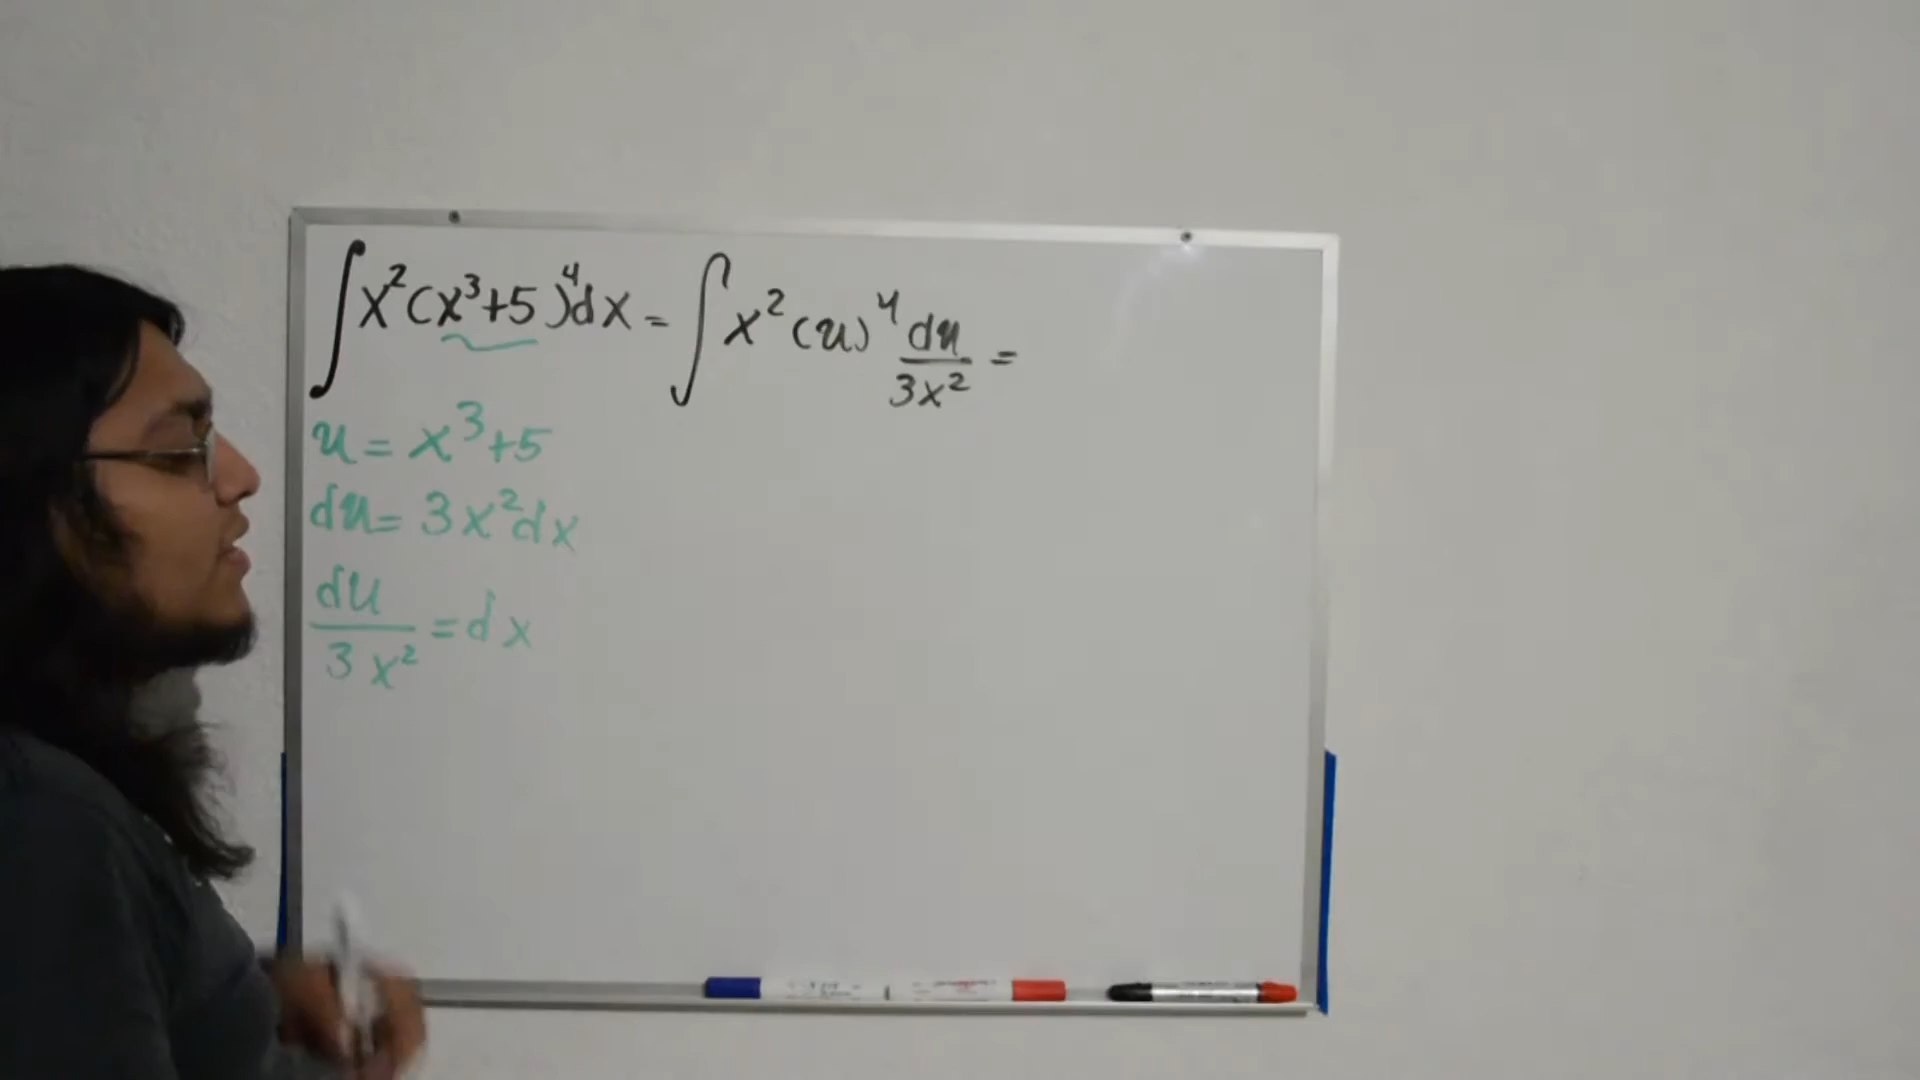 ∫x²(x³+5)⁴dx = ∫x²(u)⁴ du/3x² =
u = x³+5
du = 3x²dx
du/3x² = dx